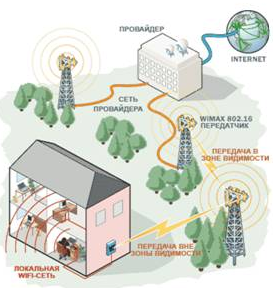 ПРОВАЙДЕР
INTERNET
СЕТЬ
ПРОВАЙДЕРА
WiMAX 802.16
ПЕРЕДАТЧИК
ПЕРЕДАЧА В
ЗОНЕ ВИДИМОСТИ
ПЕРЕДАЧА ВНЕ
ЗОНЫ ВИДИМОСТИ
ЛОКАЛЬНАЯ
WIFI-СЕТЬ